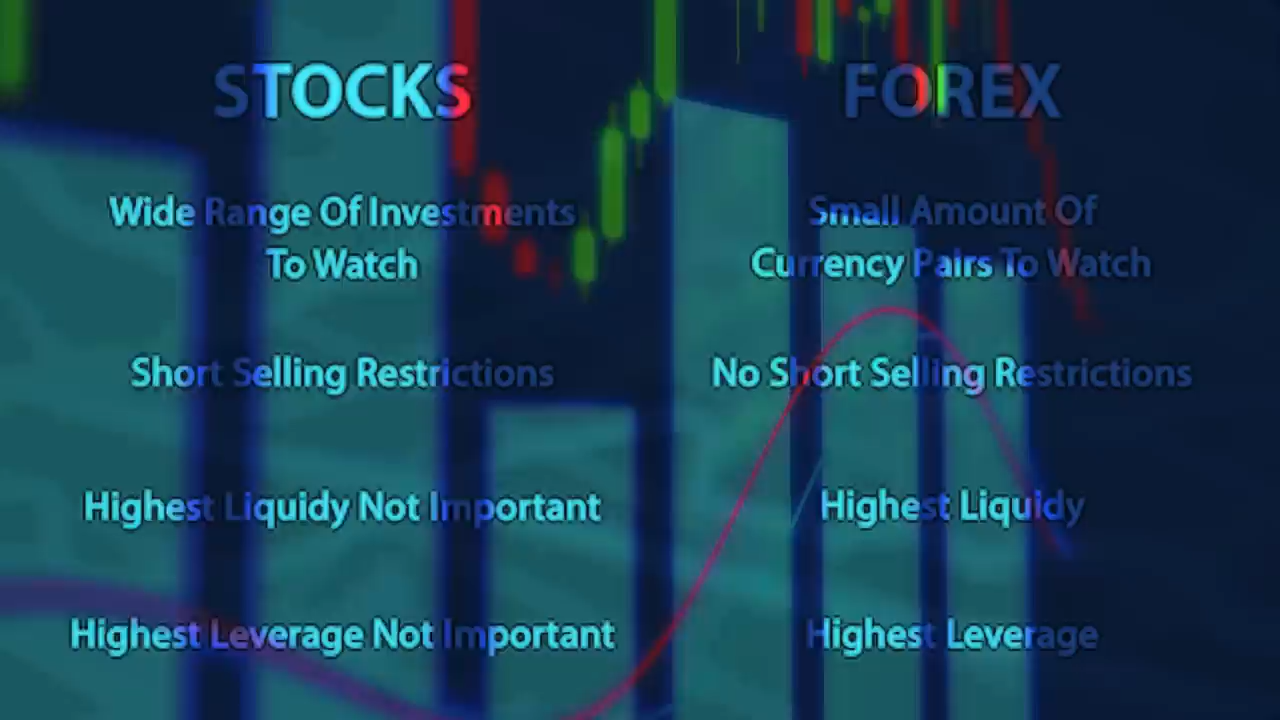 STOCKS
Wide Range Of Investments
To Watch
Short Selling Restrictions
Highest Liquidy Not Important
Highest Leverage Not Important
FOREX
Small Amount Of
Currency Pairs To Watch
No Short Selling Restrictions
Highest Liquidy
Highest Leverage